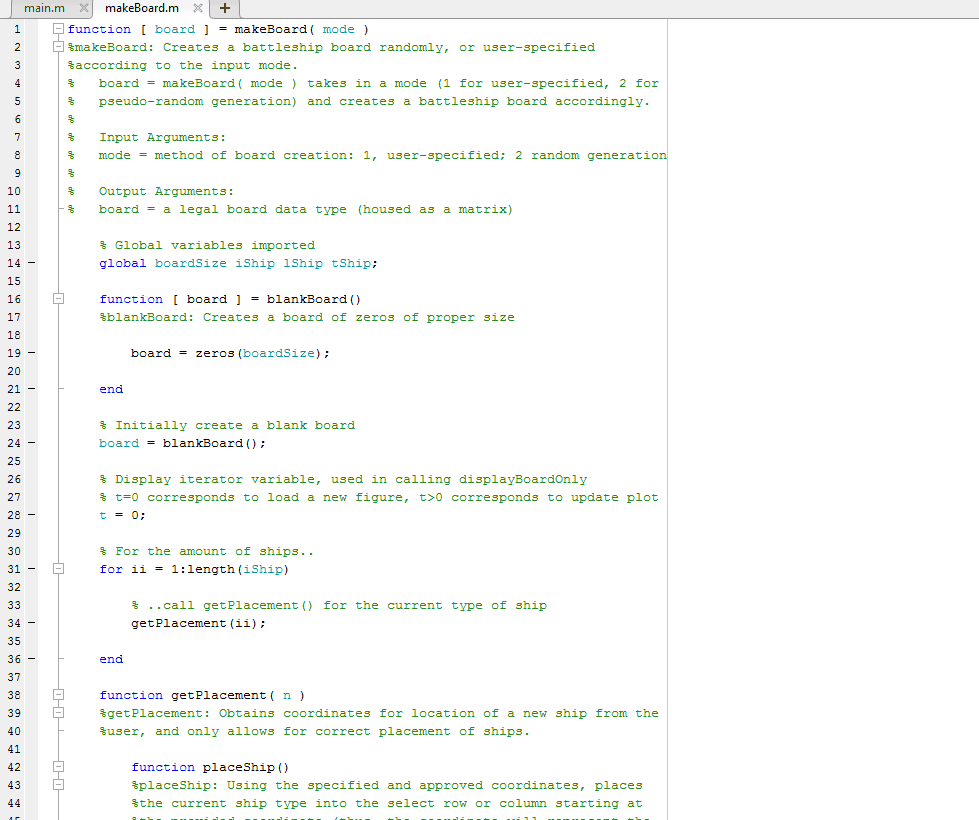 main.m makeBoard.m +
1 function [ board ] = makeBoard( mode )
2 %makeBoard: Creates a battleship board randomly, or user-specified
3 %according to the input mode.
4 %   board = makeBoard( mode ) takes in a mode (1 for user-specified, 2 for
5 %   pseudo-random generation) and creates a battleship board accordingly.
6 %
7 %   Input Arguments:
8 %   mode = method of board creation: 1, user-specified; 2 random generation
9 %
10 %   Output Arguments:
11 %   board = a legal board data type (housed as a matrix)
12
13     % Global variables imported
14     global boardSize iShip lShip tShip;
15
16     function [ board ] = blankBoard()
17     %blankBoard: Creates a board of zeros of proper size
18
19         board = zeros(boardSize);
20
21     end
22
23     % Initially create a blank board
24     board = blankBoard();
25
26     % Display iterator variable, used in calling displayBoardOnly
27     % t=0 corresponds to load a new figure, t>0 corresponds to update plot
28     t = 0;
29
30     % For the amount of ships..
31     for ii = 1:length(iShip)
32
33         % ..call getPlacement() for the current type of ship
34         getPlacement(ii);
35
36     end
37
38     function getPlacement( n )
39     %getPlacement: Obtains coordinates for location of a new ship from the
40     %user, and only allows for correct placement of ships.
41
42         function placeShip()
43         %placeShip: Using the specified and approved coordinates, places
44         %the current ship type into the select row or column starting at